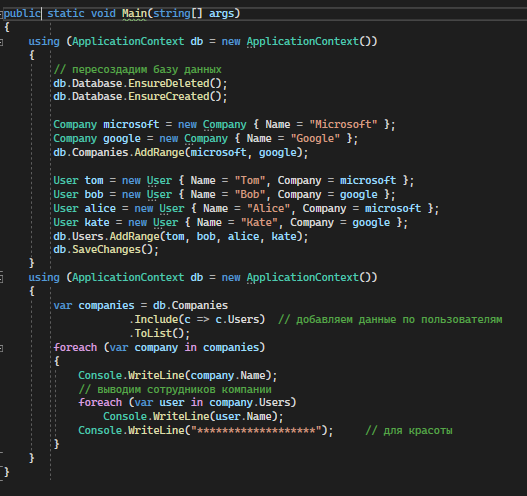 public static void Main(string[] args)
{
using (ApplicationContext db = new ApplicationContext())
{
// пересоздадим базу данных
db.Database.EnsureDeleted();
db.Database.EnsureCreated();
Company microsoft = new Company { Name = "Microsoft" };
Company google = new Company { Name = "Google" };
db.Companies.AddRange(microsoft, google);
User tom = new User { Name = "Tom", Company = microsoft };
User bob = new User { Name = "Bob", Company = google };
User alice = new User { Name = "Alice", Company = microsoft };
User kate = new User { Name = "Kate", Company = google };
db.Users.AddRange(tom, bob, alice, kate);
db.SaveChanges();
}
using (ApplicationContext db = new ApplicationContext())
{
var companies = db.Companies
.Include(c => c.Users)  // добавляем данные по пользователям
.ToList();
foreach (var company in companies)
{
Console.WriteLine(company.Name);
// выводим сотрудников компании
foreach (var user in company.Users)
Console.WriteLine(user.Name);
Console.WriteLine("*******************");     // для красоты
}
}
}